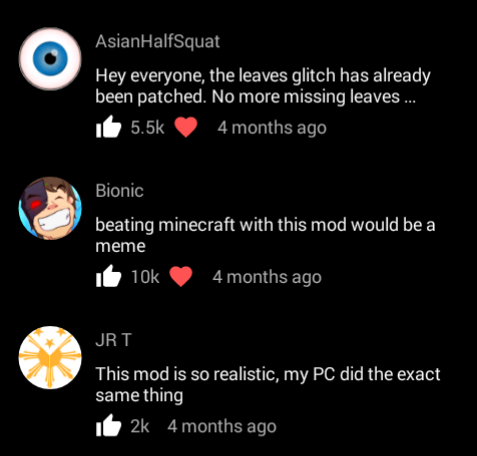 AsianHalfSquat
Hey everyone, the leaves glitch has already
been patched. No more missing leaves ...
5.5k 4 months ago
Bionic
beating minecraft with this mod would be a
meme
10k 4 months ago
JR T
This mod is so realistic, my PC did the exact
same thing
2k 4 months ago